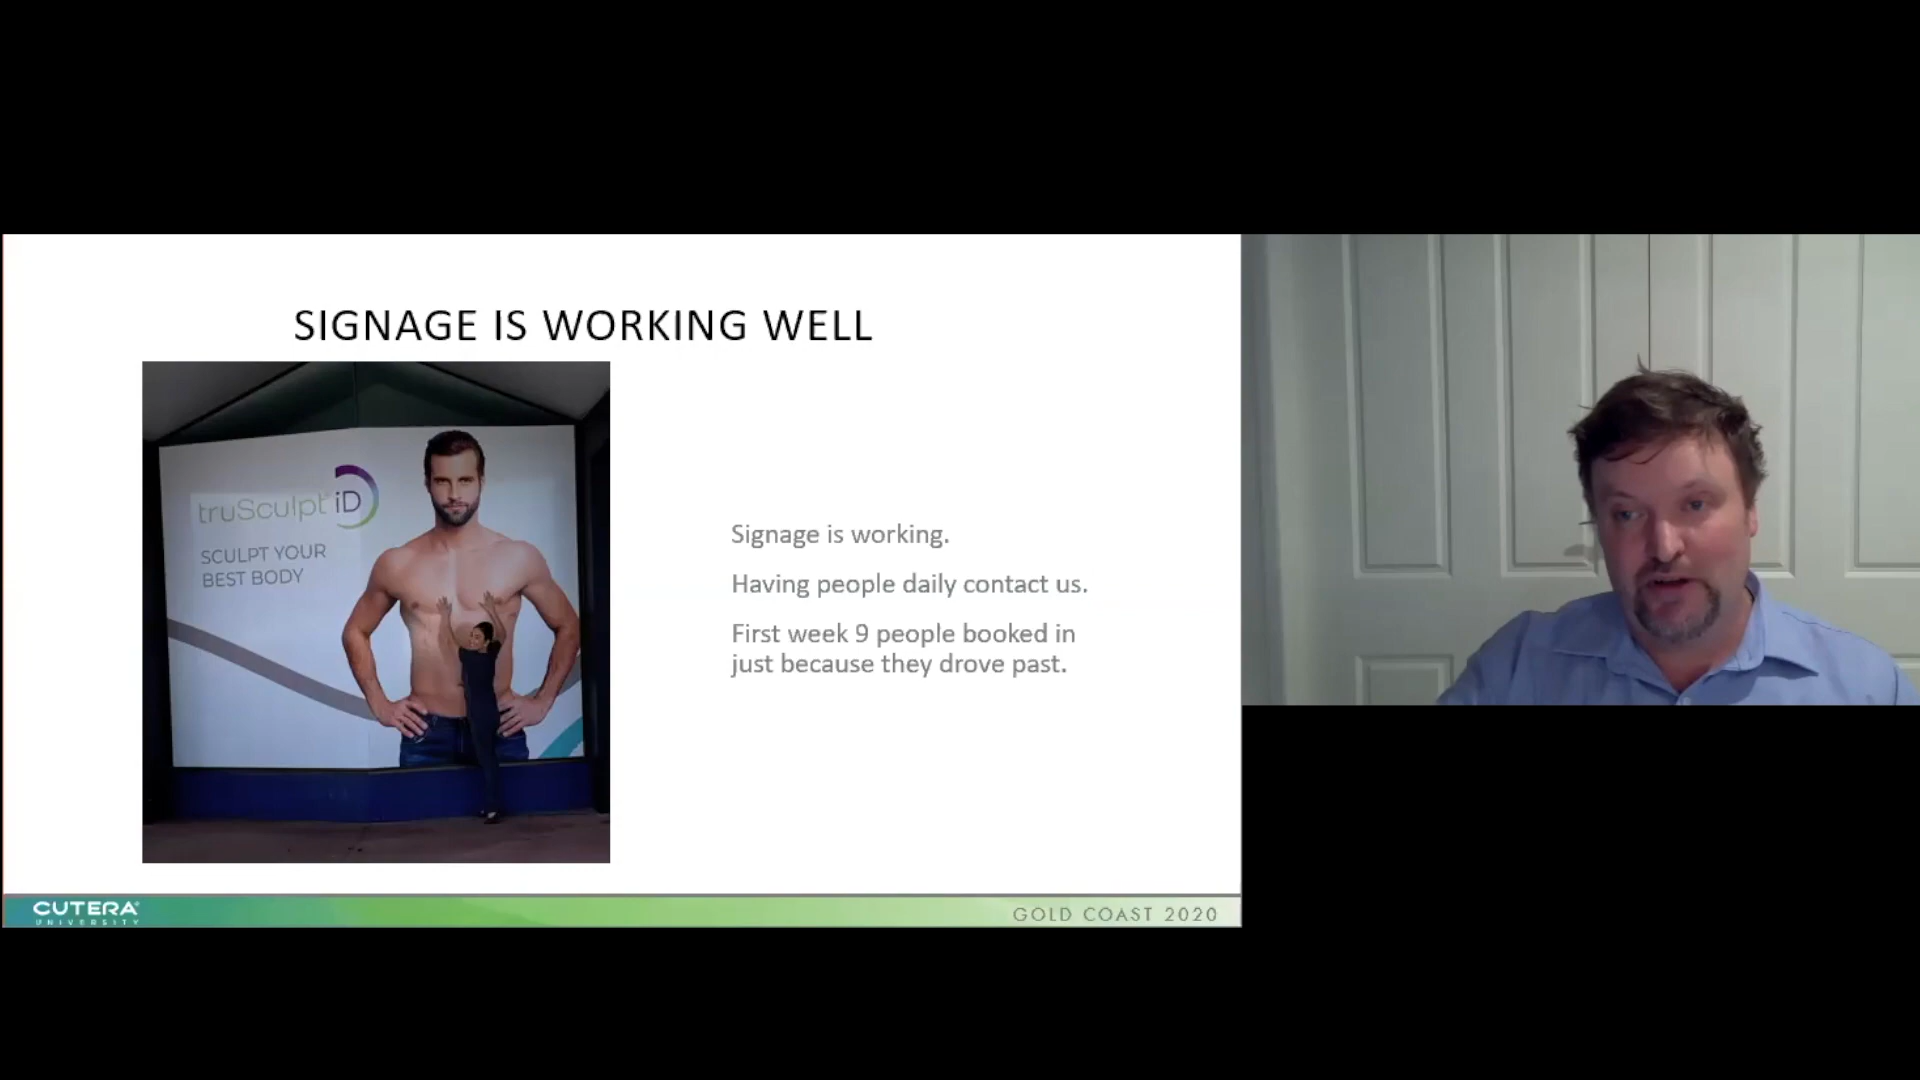 SIGNAGE IS WORKING WELL
truSculpt iD
SCULPT YOUR
BEST BODY
Signage is working.
Having people daily contact us.
First week 9 people booked in
just because they drove past.
CUTERA®
UNIVERSITY
GOLD COAST 2020